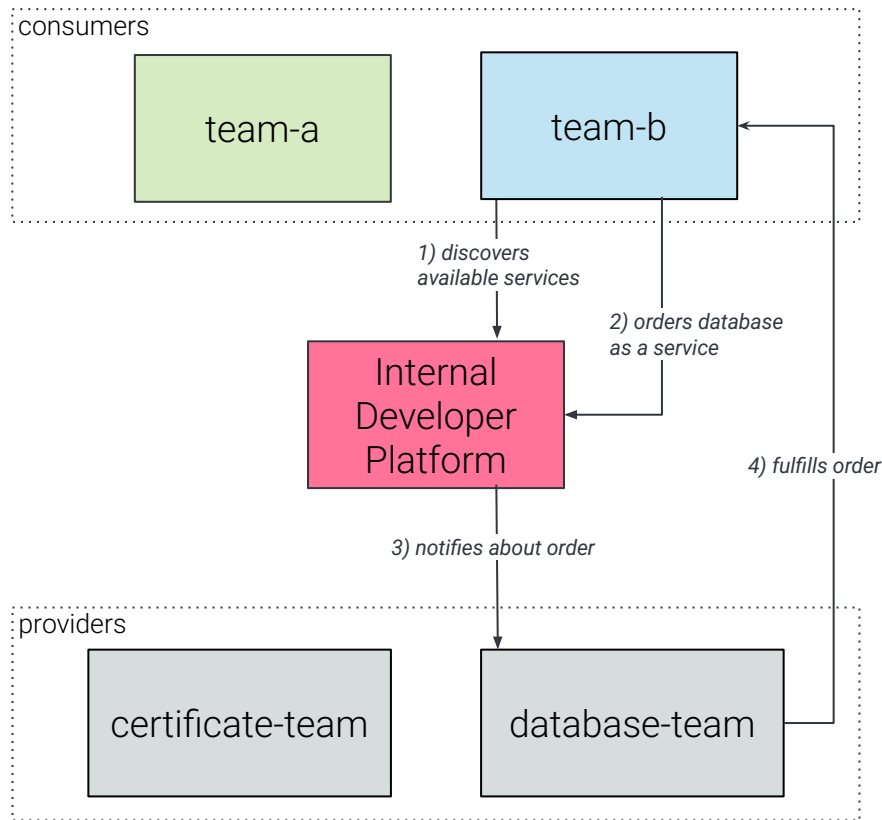 consumers
team-a
team-b
1) discovers
available services
2) orders database
as a service
Internal
Developer
Platform
4) fulfills order
3) notifies about order
providers
certificate-team
database-team